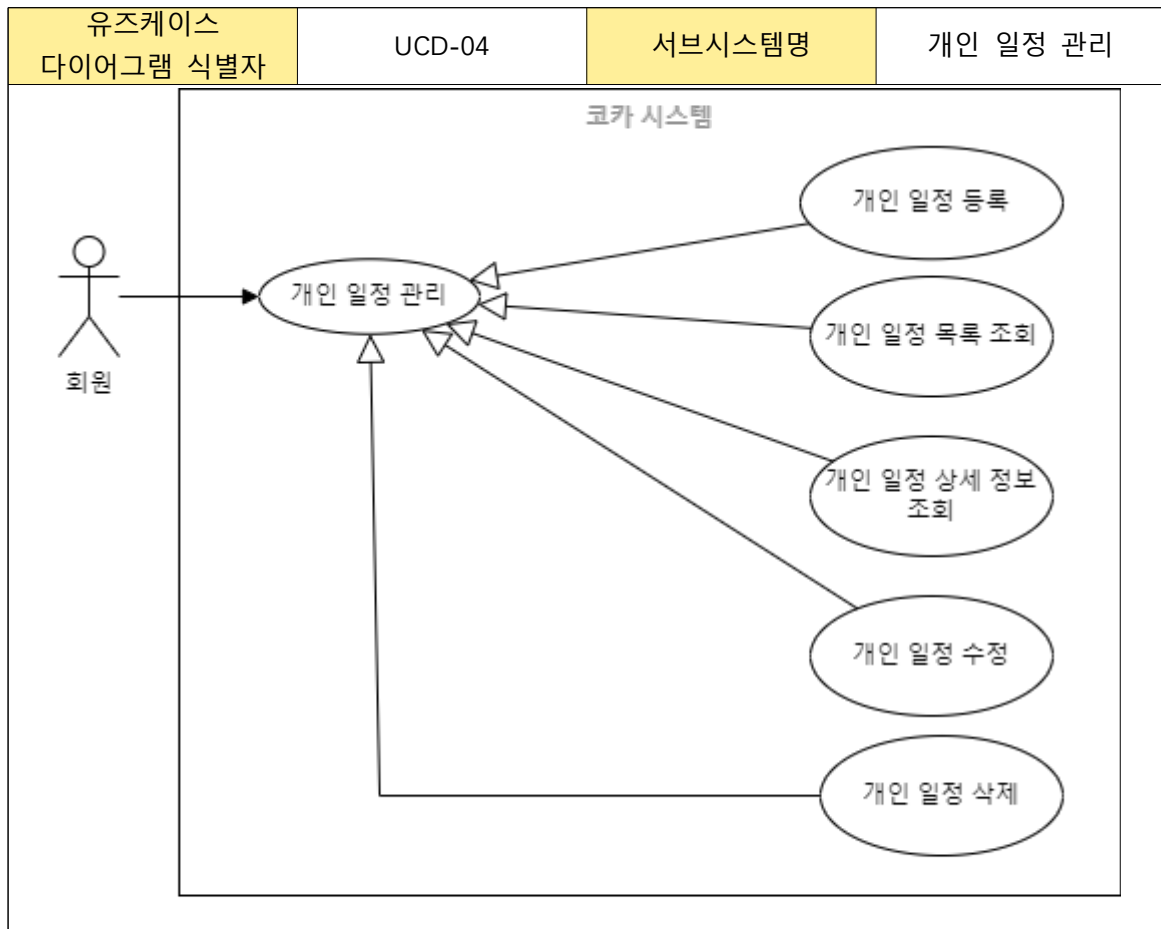 유즈케이스
다이어그램 식별자
UCD-04
서브시스템명
개인 일정 관리
코카 시스템
개인 일정 등록
개인 일정 관리
개인 일정 목록 조회
회원
개인 일정 상세 정보
조회
개인 일정 수정
개인 일정 삭제